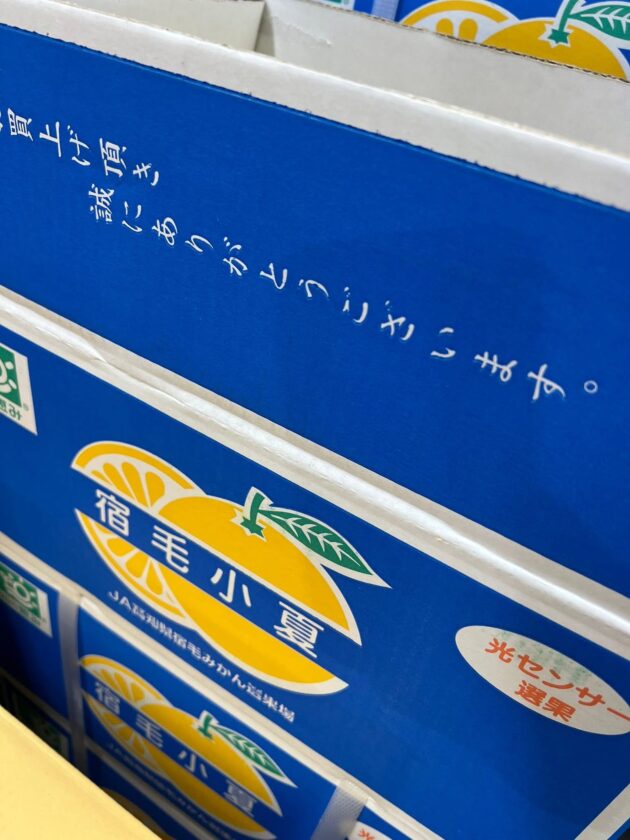 買上げ頂き
誠にありがとうございます。
恵み
宿毛小夏
JA高知県宿毛みかん選果場
光センサー
選果
宿毛小夏